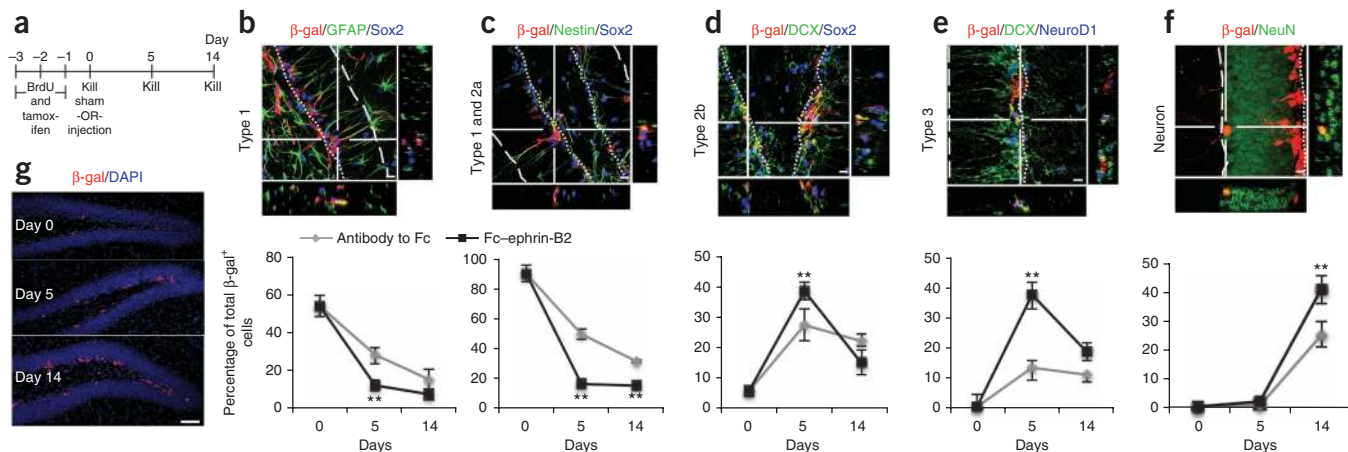 a
Day
–3 –2 –1 0 5 14
BrdU
and
tamox-
ifen
Kill
sham
-OR-
injection
Kill
Kill
b
β-gal/GFAP/Sox2
Type 1
c
β-gal/Nestin/Sox2
Type 1 and 2a
d
β-gal/DCX/Sox2
Type 2b
e
β-gal/DCX/NeuroD1
Type 3
f
β-gal/NeuN
Neuron
g
β-gal/DAPI
Day 0
Day 5
Day 14
Antibody to Fc
Fc–ephrin-B2
Percentage of total β-gal+
cells
80
60
40
20
0
**
0 5 14
Days
100
80
60
40
20
0
** **
0 5 14
Days
50
40
30
20
10
0
**
0 5 14
Days
50
40
30
20
10
0
**
0 5 14
Days
50
40
30
20
10
0
**
0 5 14
Days